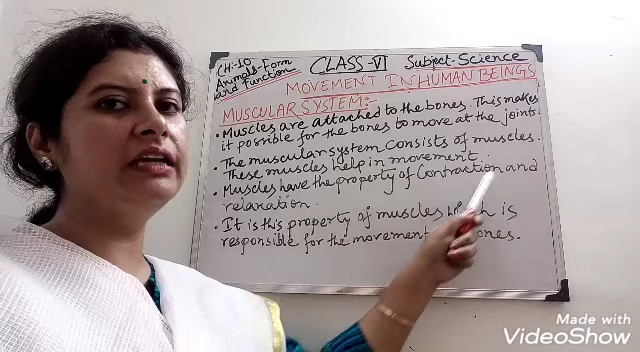 CH:-10
Animals-Form
and Function
CLASS-VI
Subject-Science
MOVEMENT IN HUMAN BEINGS
MUSCULAR SYSTEM:-
• Muscles are attached to the bones. This makes
it possible for the bones to move at the joints.
• The muscular system consists of muscles.
These muscles help in movement.
• Muscles have the property of Contraction and
relaxation.
• It is this property of muscles which is
responsible for the movement ones.
Made with
VideoShow